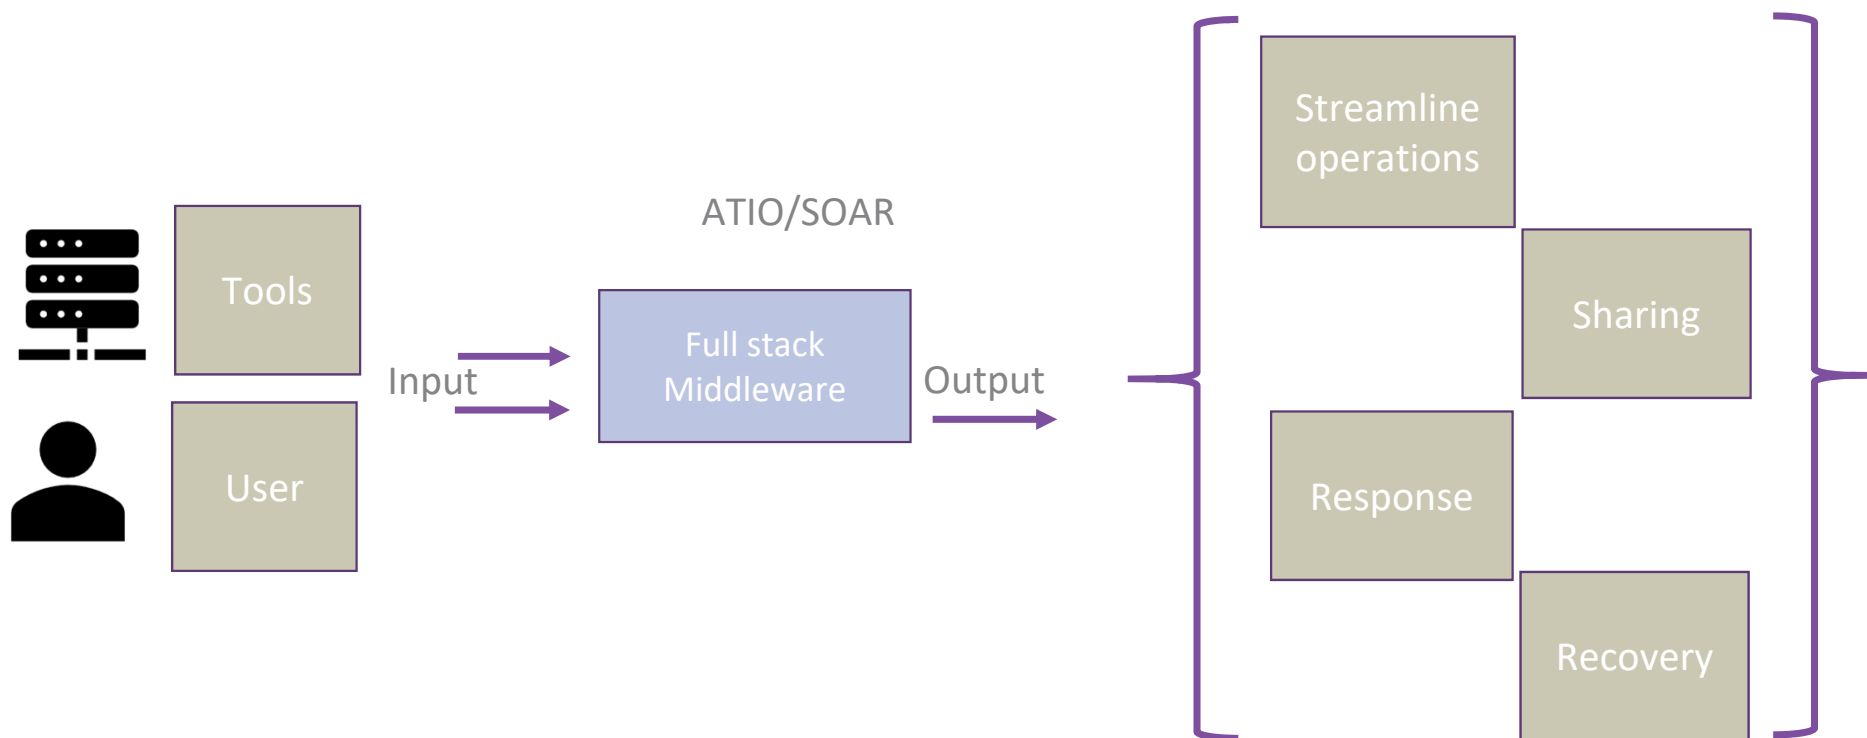 Tools
User
Input
ATIO/SOAR
Full stack
Middleware
Output
Streamline
operations
Sharing
Response
Recovery